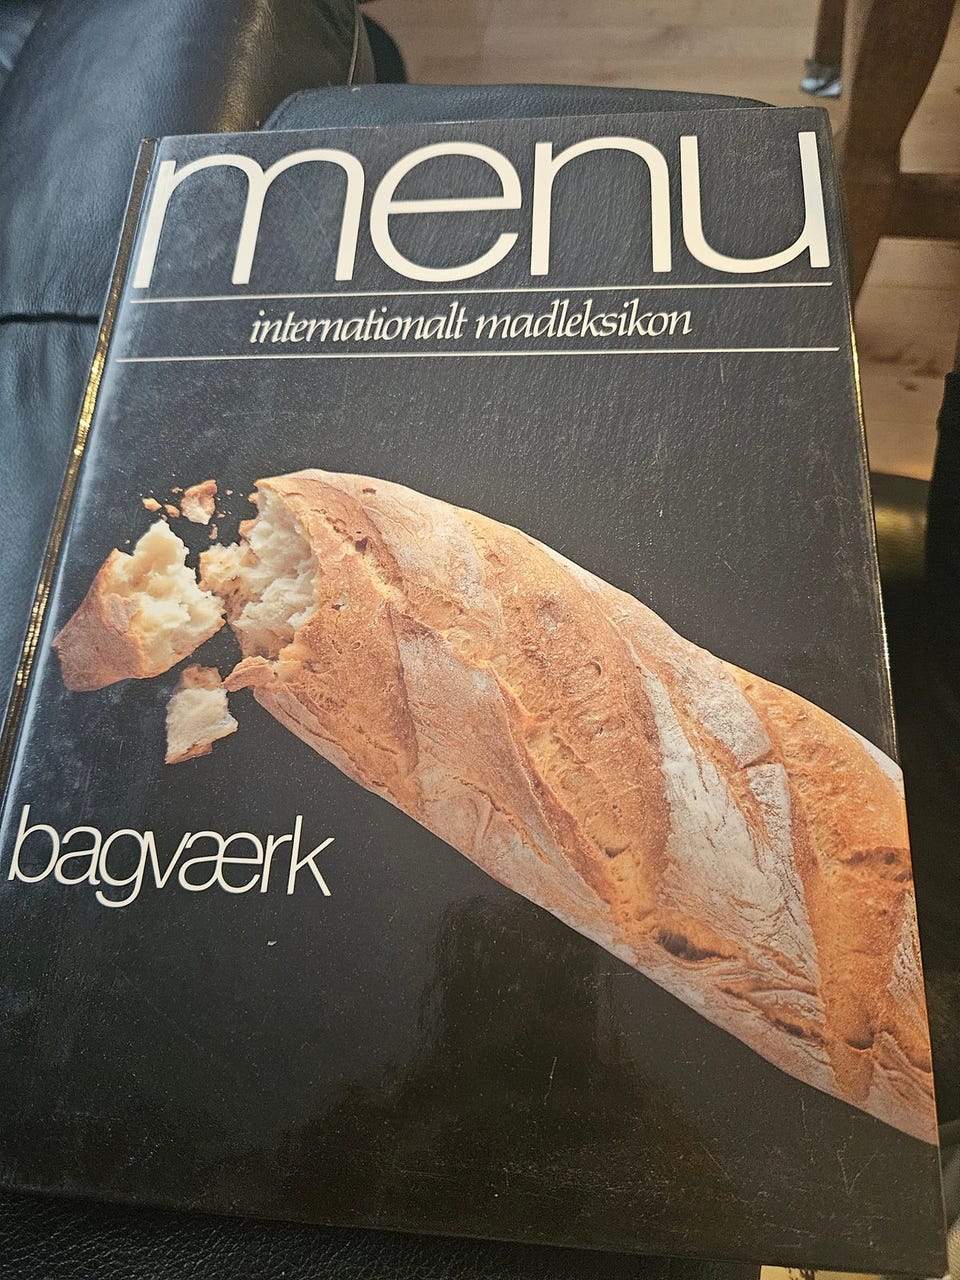 menu
internationalt madleksikon
bagværk